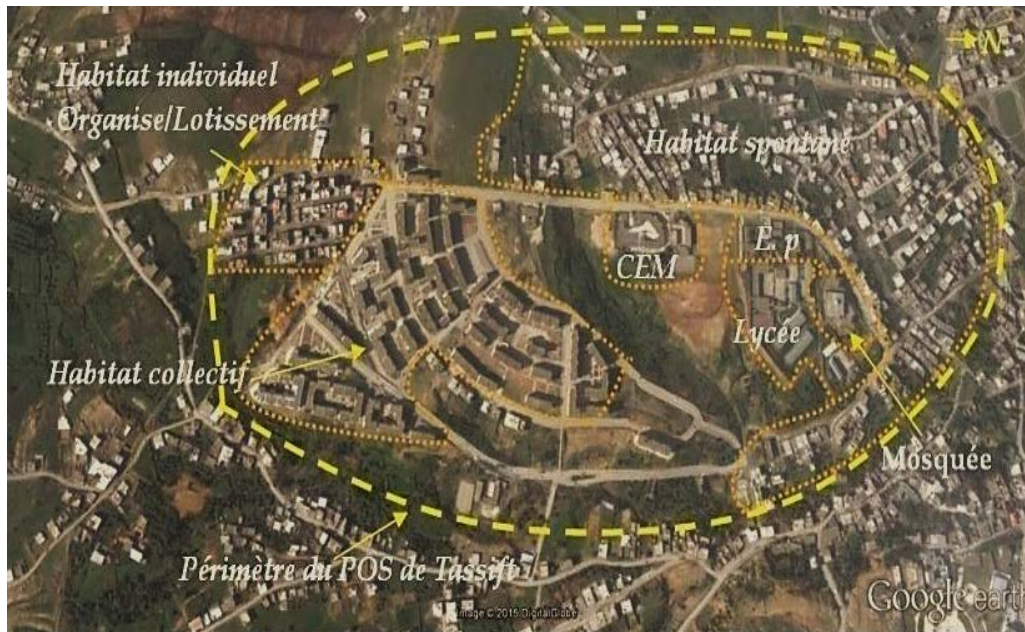 N
Habitat individuel
Organise/Lotissement
Habitat spontané
E. p
CEM
Lycée
Habitat collectif
Mosquée
Périmètre du POS de Tassift
Image © 2015 DigitalGlobe
Google earth